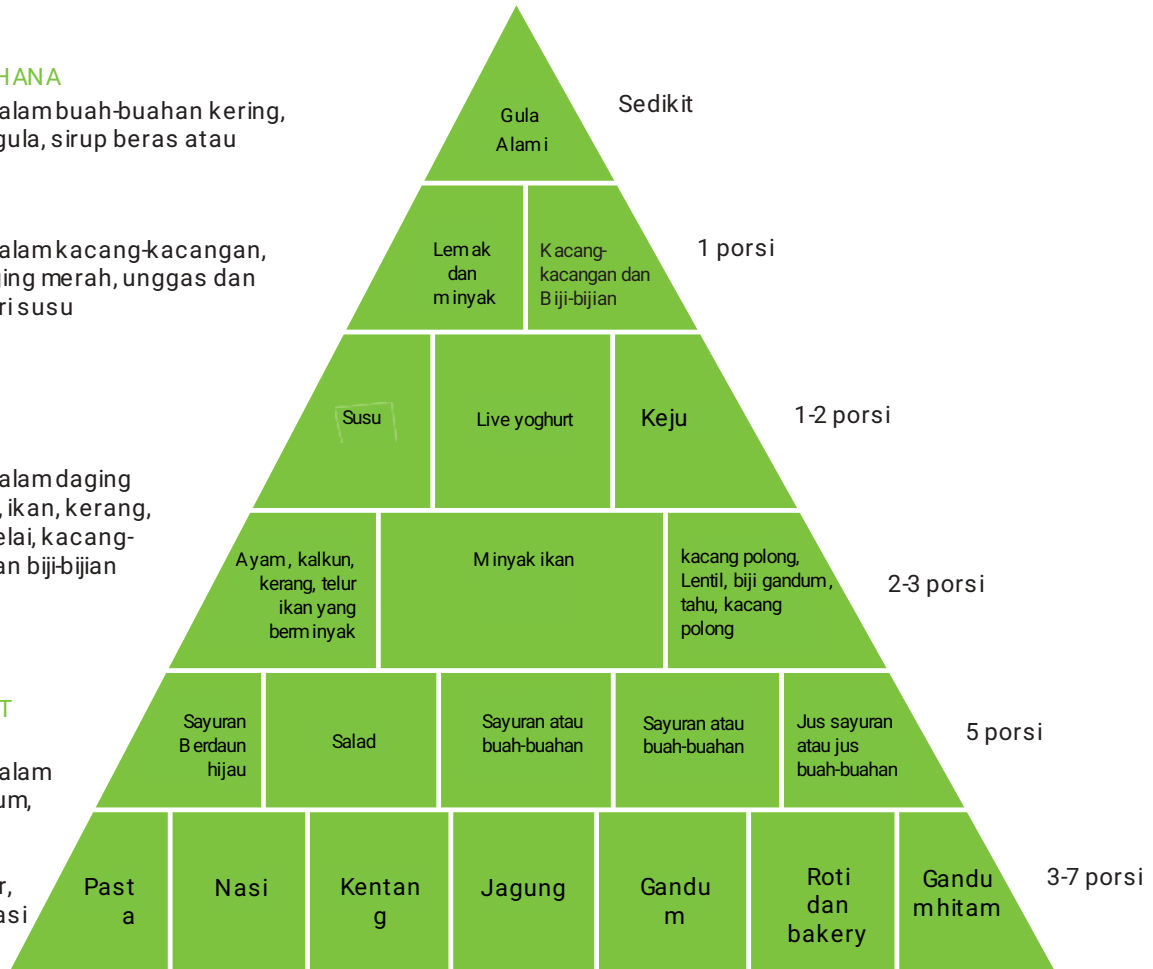 HANA
alam buah-buahan kering,
gula, sirup beras atau
alam kacang-kacangan,
ging merah, unggas dan
ri susu
alam daging
, ikan, kerang,
elai, kacang-
an biji-bijian
T
alam
um,
r,
asi
Gula
Alami
Sedikit
Lemak
dan
minyak
Kacang-
kacangan dan
Biji-bijian
1 porsi
Susu
Live yoghurt
Keju
1-2 porsi
Ayam, kalkun,
kerang, telur
ikan yang
berminyak
Minyak ikan
kacang polong,
Lentil, biji gandum,
tahu, kacang
polong
2-3 porsi
Sayuran
Berdaun
hijau
Salad
Sayuran atau
buah-buahan
Sayuran atau
buah-buahan
Jus sayuran
atau jus
buah-buahan
5 porsi
Past
a
Nasi
Kentan
g
Jagung
Gandu
m
Roti
dan
bakery
Gandu
m hitam
3-7 porsi